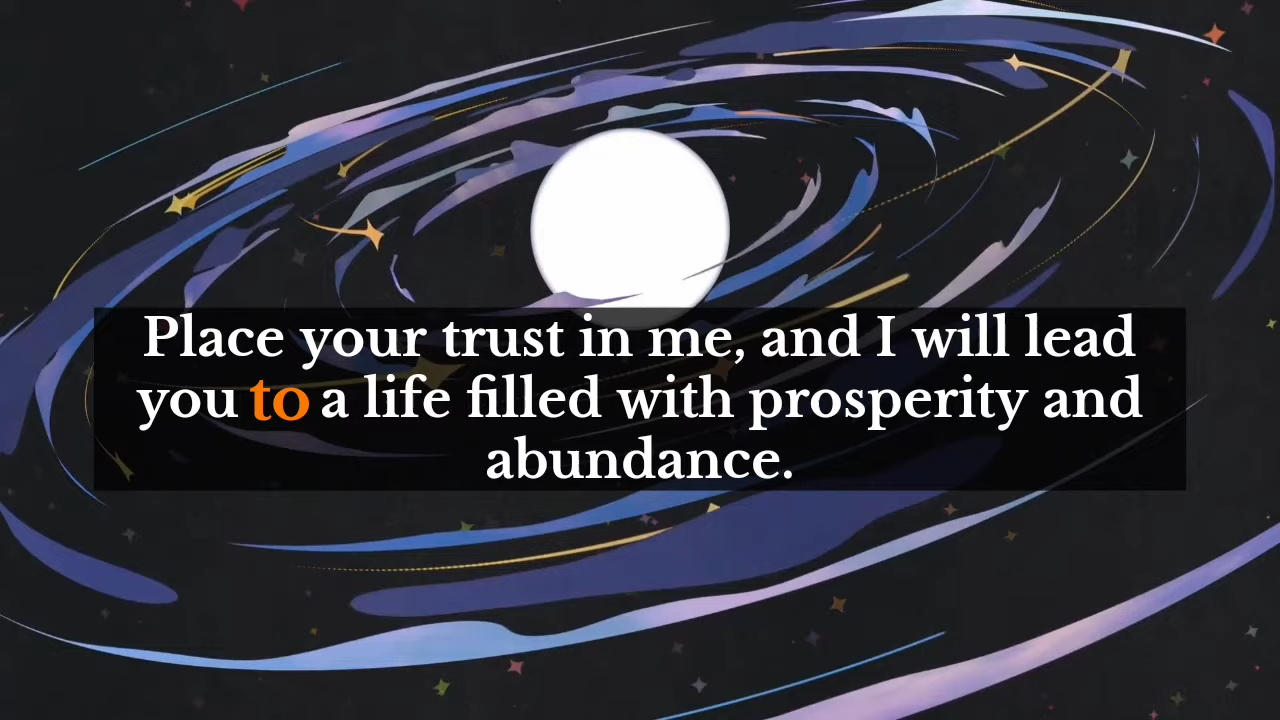 Place your trust in me, and I will lead
you to a life filled with prosperity and
abundance.